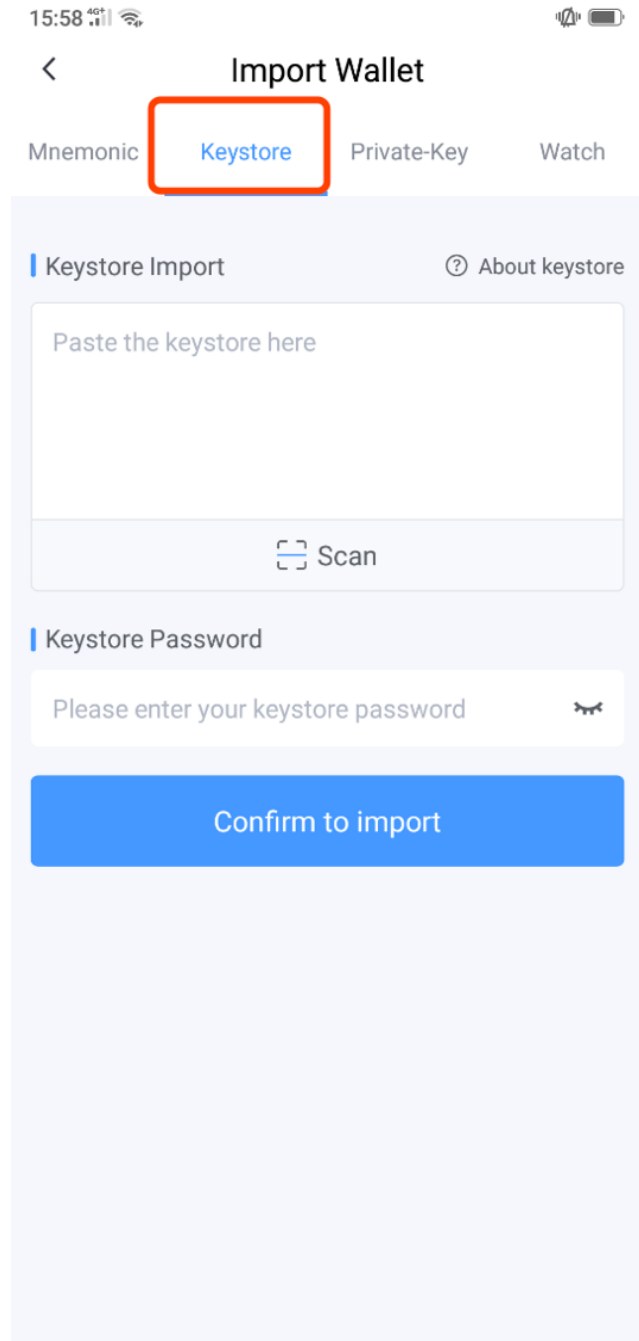 15:58 4G+
Import Wallet
Mnemonic Keystore Private-Key Watch
Keystore Import ? About keystore
Paste the keystore here
Scan
Keystore Password
Please enter your keystore password
Confirm to import